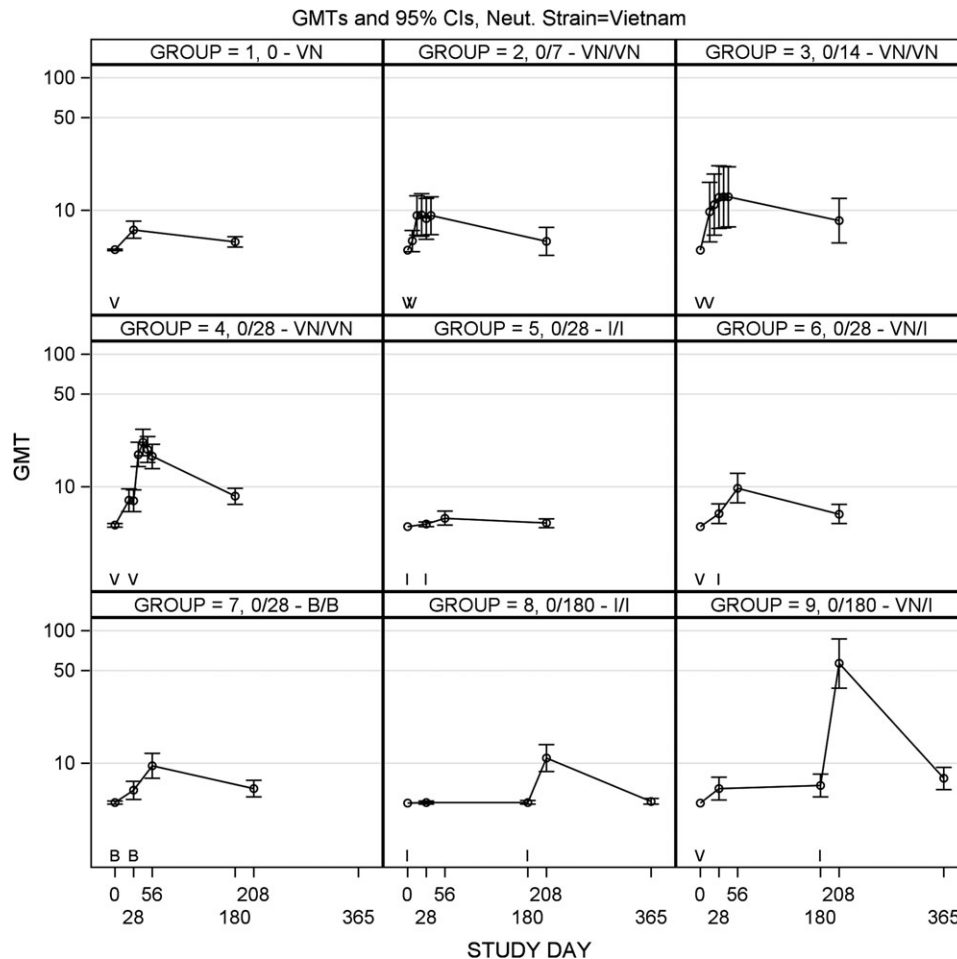 GMTs and 95% CIs, Neut. Strain=Vietnam
GROUP = 1, 0 - VN
GROUP = 2, 0/7 - VN/VN
GROUP = 3, 0/14 - VN/VN
100
50
10
V
VV
VV
GROUP = 4, 0/28 - VN/VN
GROUP = 5, 0/28 - I/I
GROUP = 6, 0/28 - VN/I
100
50
10
GMT
V V
I I
V I
GROUP = 7, 0/28 - B/B
GROUP = 8, 0/180 - I/I
GROUP = 9, 0/180 - VN/I
100
50
10
B B
I I
V I
0 56 208
28 180 365
0 56 208
28 180 365
0 56 208
28 180 365
STUDY DAY